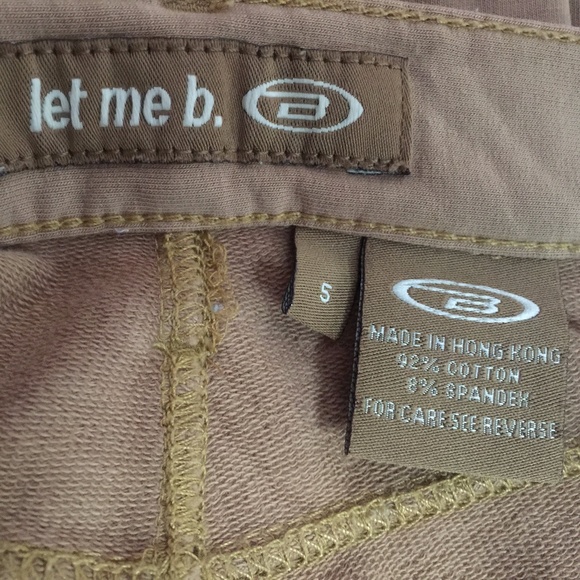 let me b. B
5
B
MADE IN HONG KONG
92% COTTON
8% SPANDEX
FOR CARE SEE REVERSE